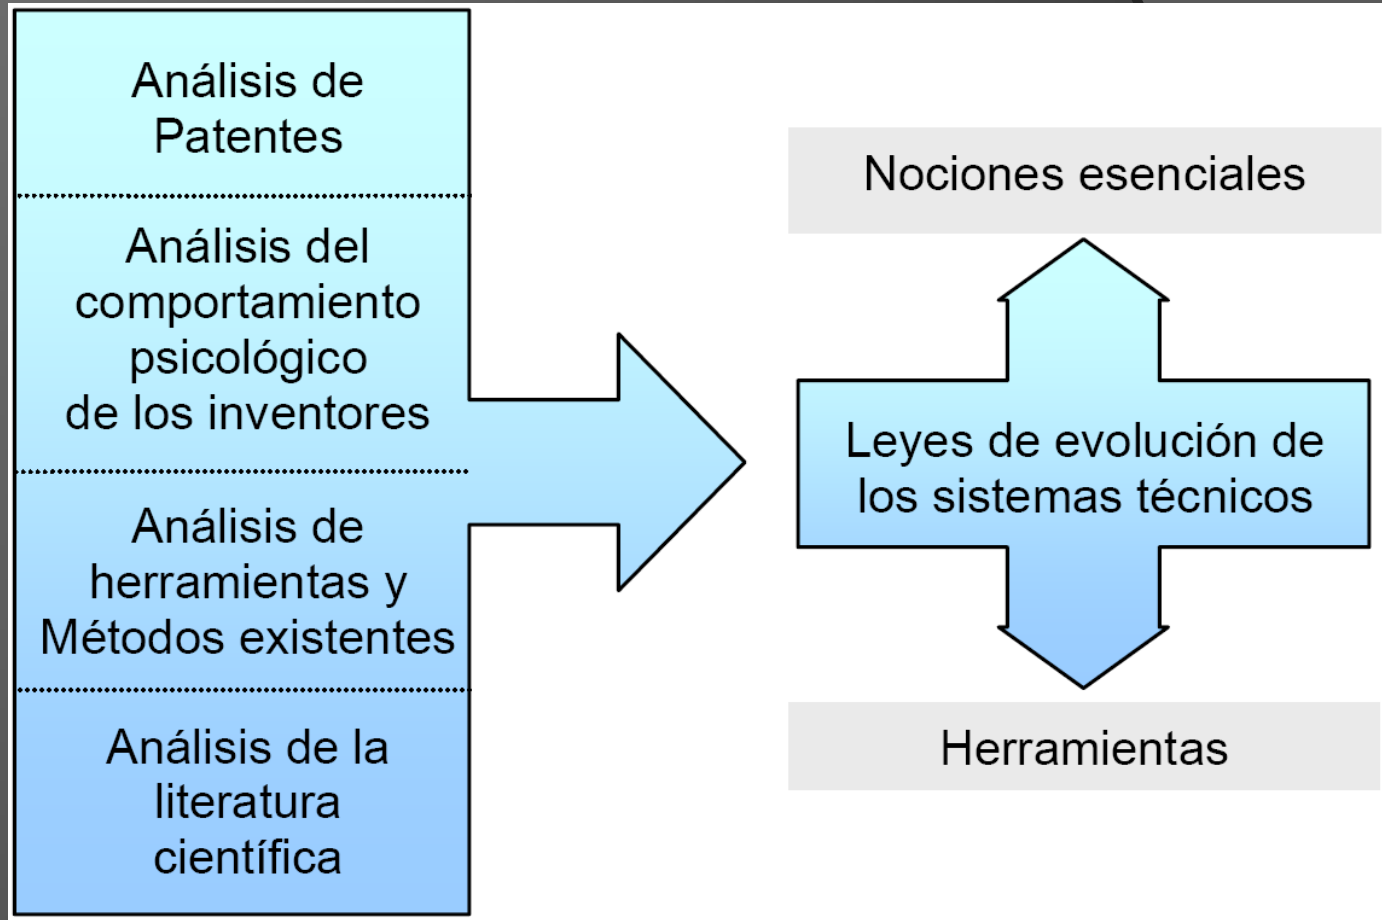 Análisis de
Patentes
Análisis del
comportamiento
psicológico
de los inventores
Análisis de
herramientas y
Métodos existentes
Análisis de la
literatura
científica
Nociones esenciales
Leyes de evolución de
los sistemas técnicos
Herramientas